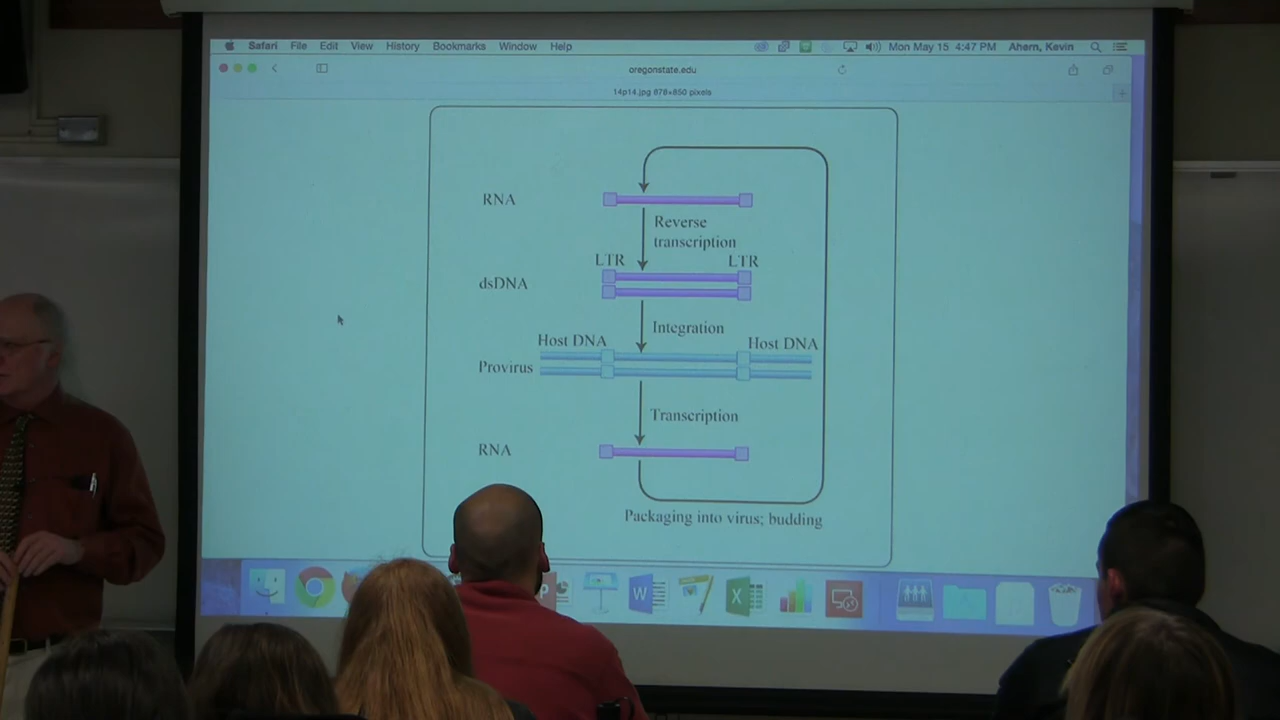 Safari File Edit View History Bookmarks Window Help Mon May 15 4:47 PM Ahern, Kevin
oregonstate.edu
14p14.jpg 878×850 pixels
RNA
Reverse
transcription
LTR LTR
dsDNA
Integration
Host DNA Host DNA
Provirus
Transcription
RNA
Packaging into virus; budding
P W X